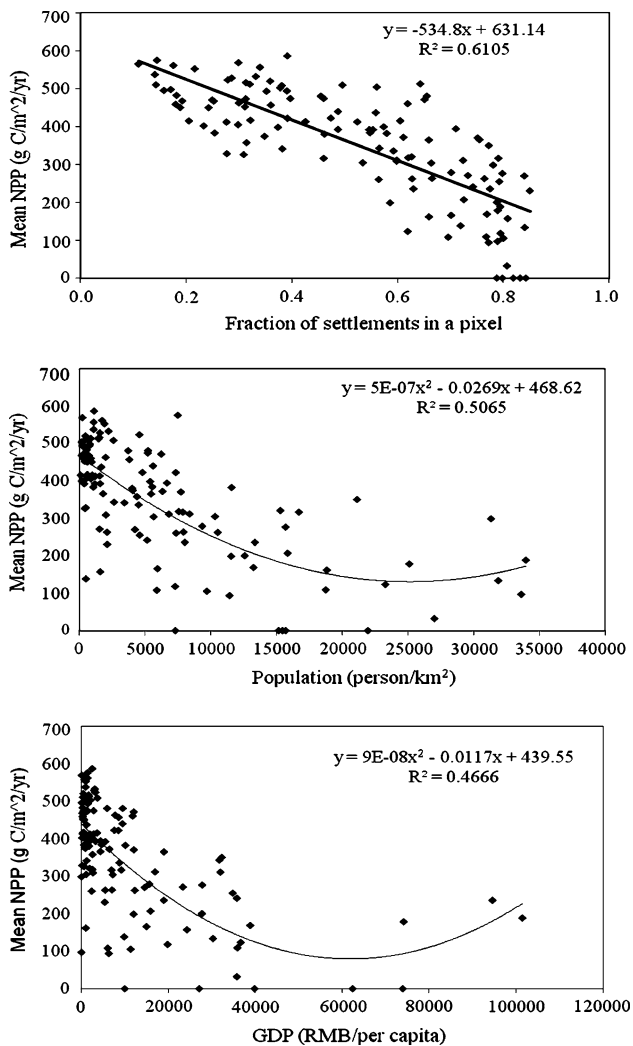 700
600
500
400
300
200
100
0
Mean NPP (g C/m^2/yr)
y = -534.8x + 631.14
R² = 0.6105
0.0 0.2 0.4 0.6 0.8 1.0
Fraction of settlements in a pixel
700
600
500
400
300
200
100
0
Mean NPP (g C/m^2/yr)
y = 5E-07x² - 0.0269x + 468.62
R² = 0.5065
0 5000 10000 15000 20000 25000 30000 35000 40000
Population (person/km²)
700
600
500
400
300
200
100
0
Mean NPP (g C/m^2/yr)
y = 9E-08x² - 0.0117x + 439.55
R² = 0.4666
0 20000 40000 60000 80000 100000 120000
GDP (RMB/per capita)